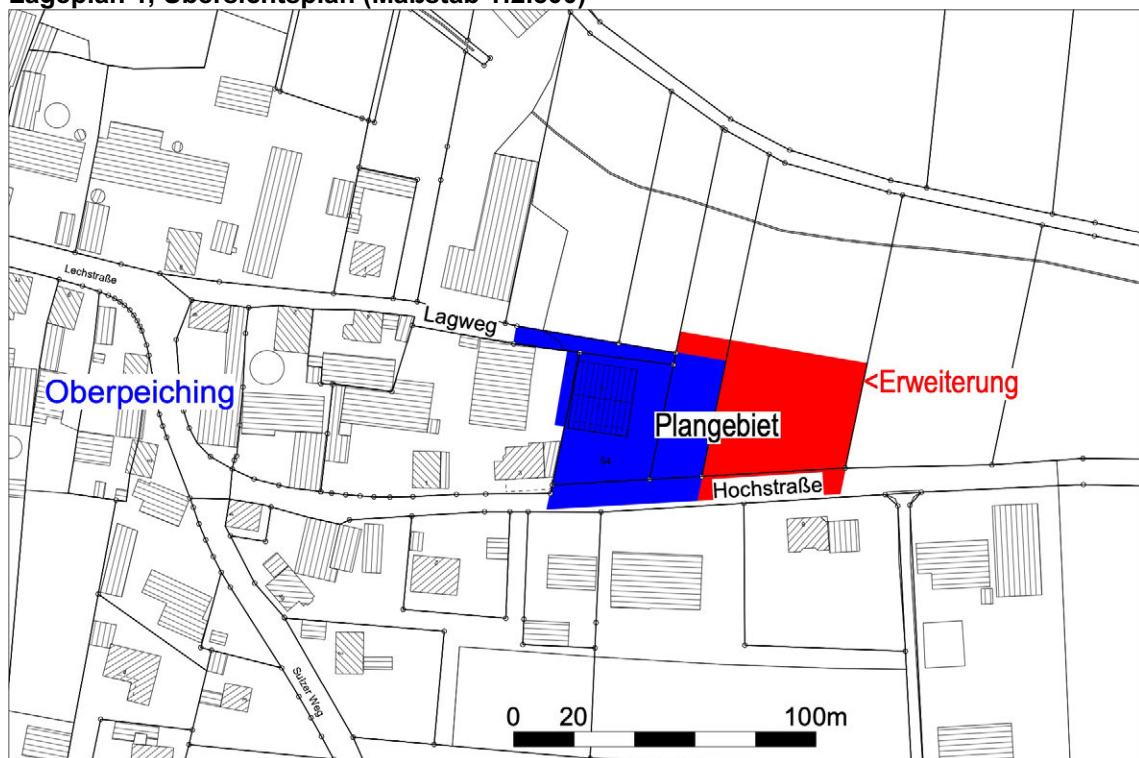 Lageplan 1, Übersichtsplan (Maßstab 1:2.500)
Lechstraße
Lagweg
Oberpeiching
<Erweiterung
Plangebiet
Hochstraße
Sulzer Weg
0 20 100m